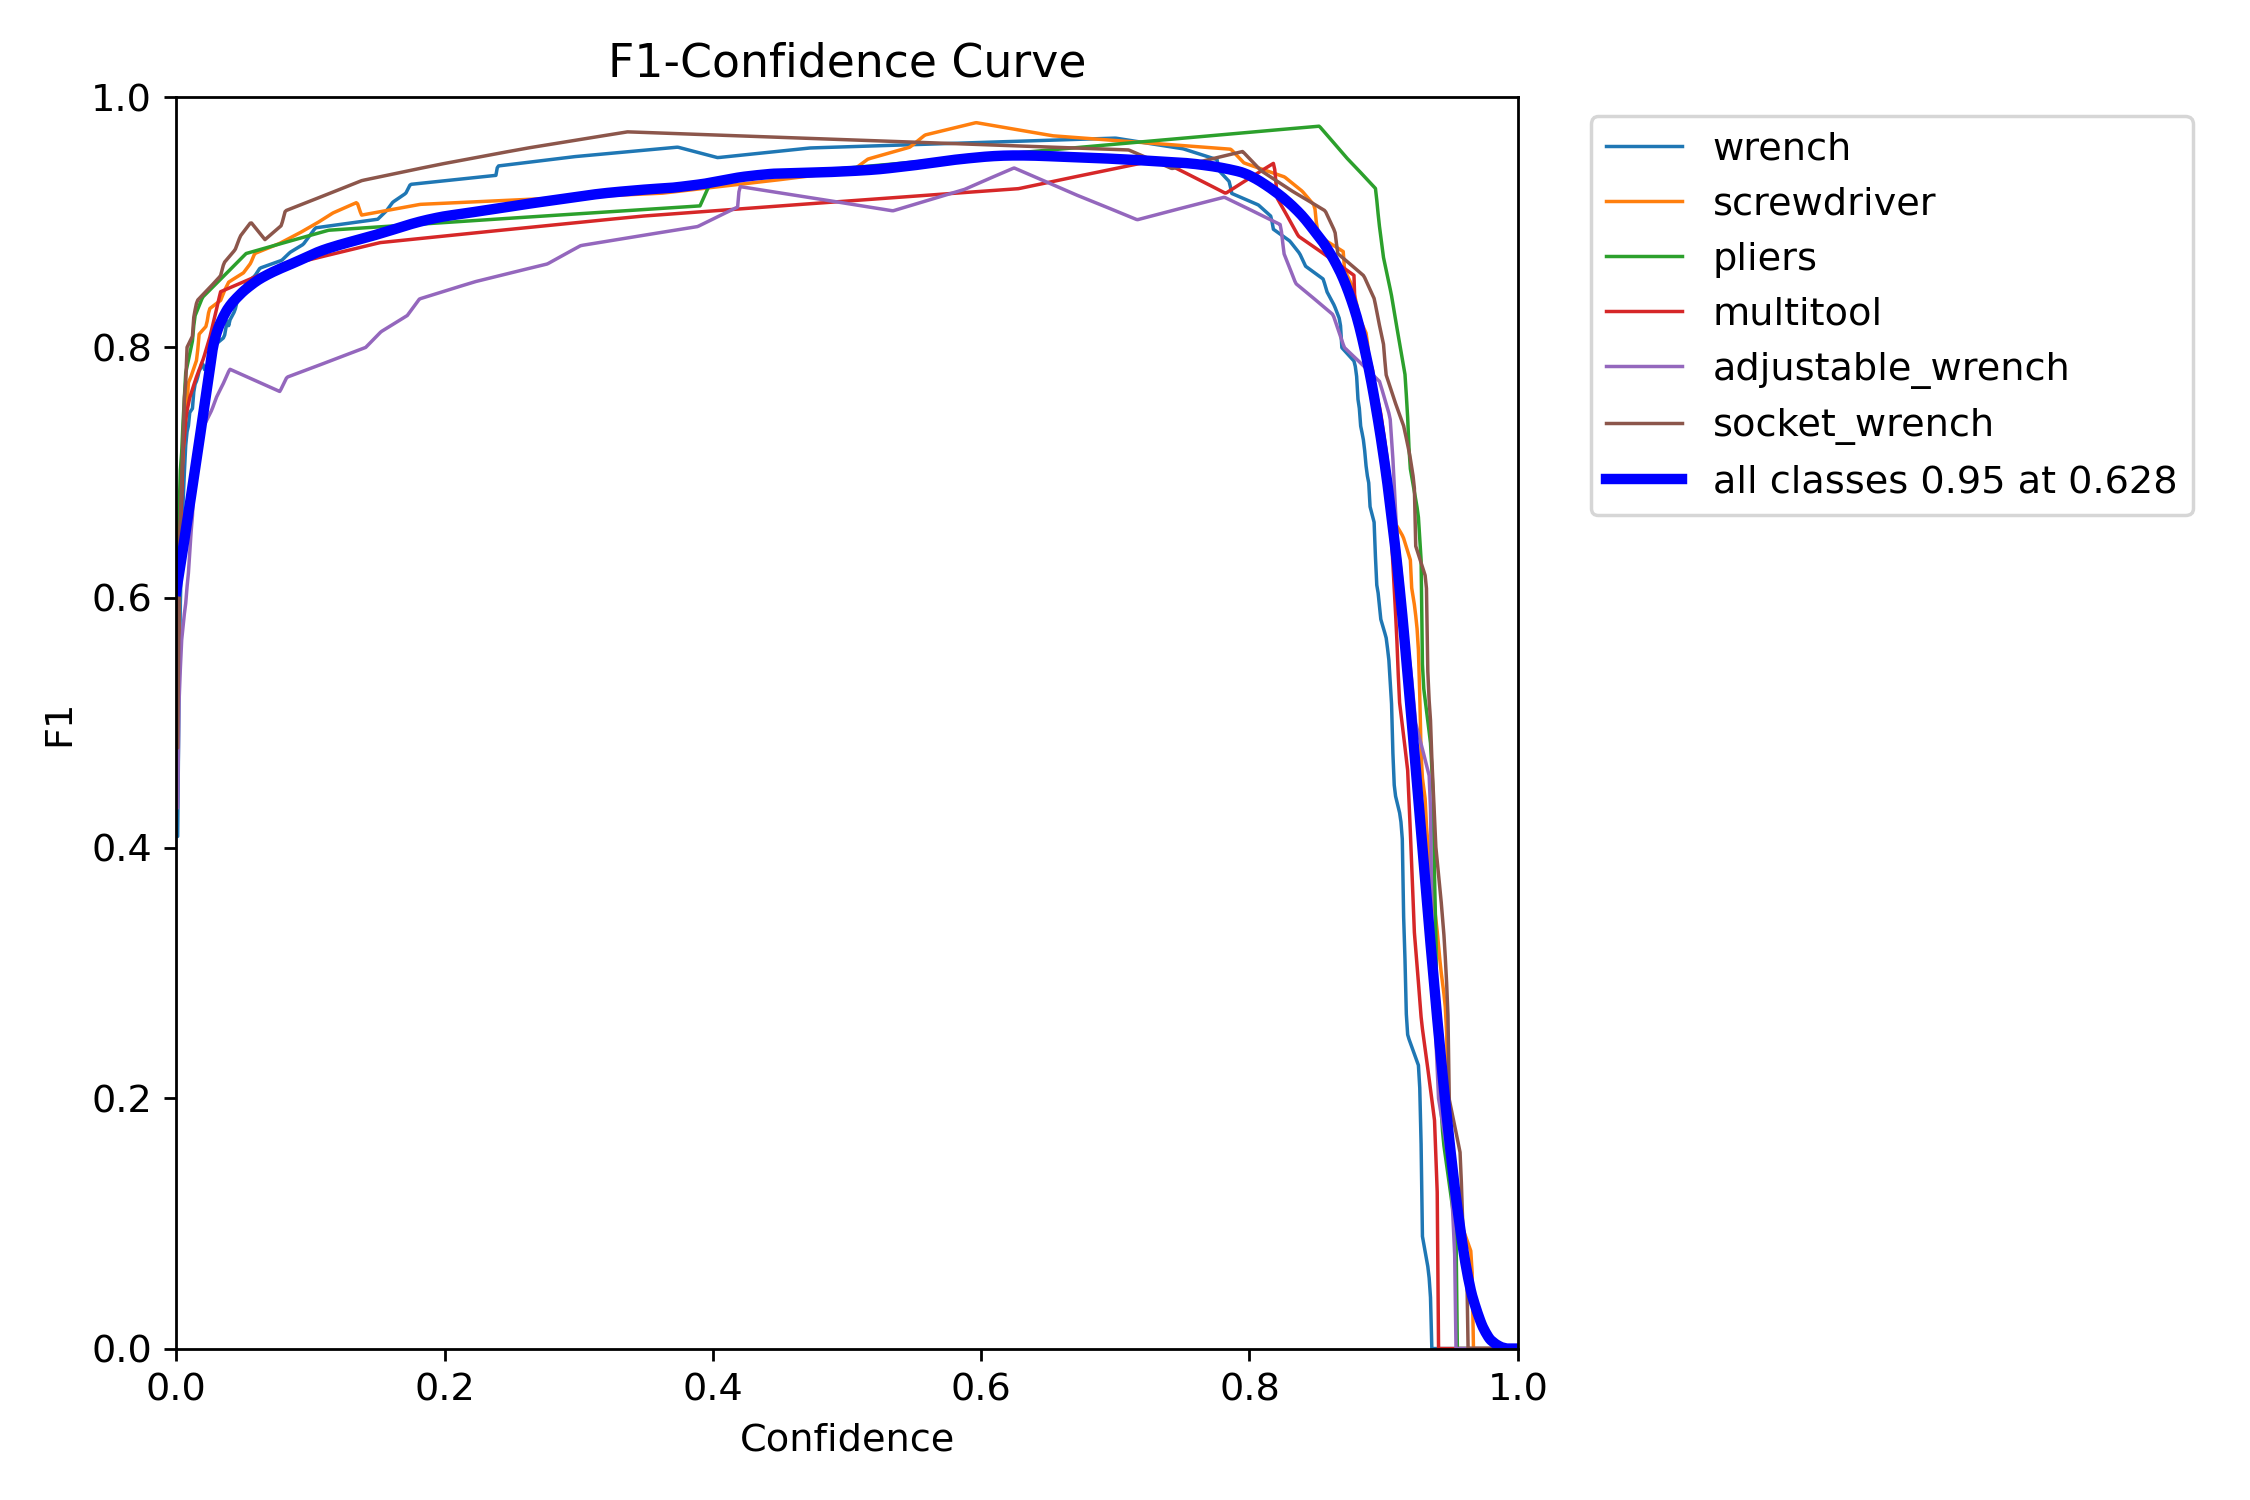 F1-Confidence Curve
1.0
0.8
0.6
0.4
0.2
0.0
F1
0.0 0.2 0.4 0.6 0.8 1.0
Confidence
wrench
screwdriver
pliers
multitool
adjustable_wrench
socket_wrench
all classes 0.95 at 0.628